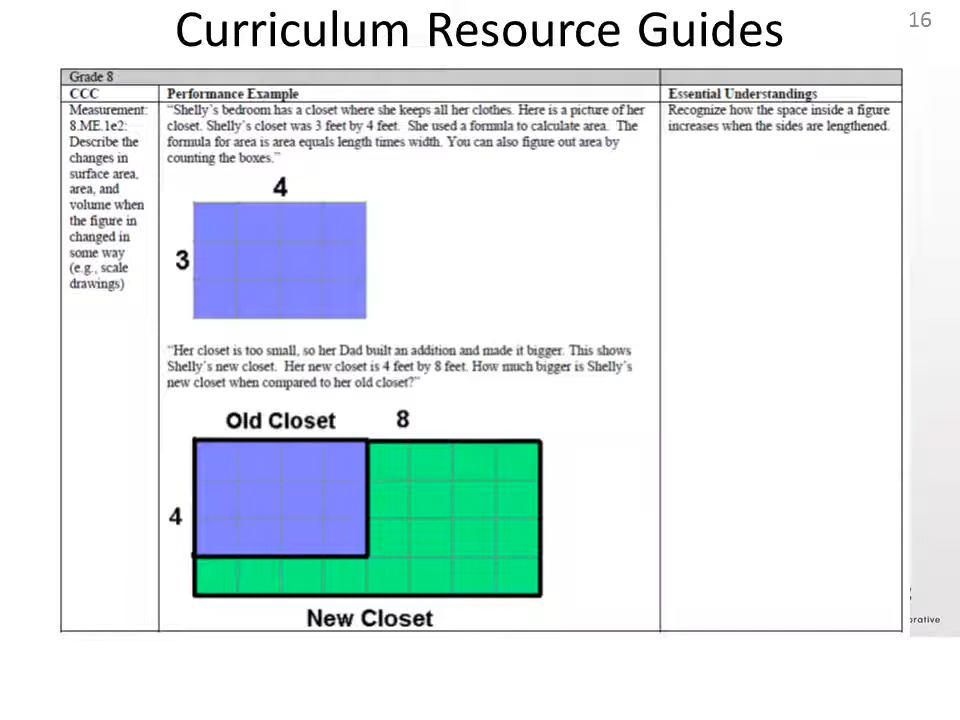 Curriculum Resource Guides
16
Grade 8
CCC
Performance Example
Essential Understandings
Measurement:
8.ME.1e2:
Describe the
changes in
surface area,
area, and
volume when
the figure in
changed in
some way
(e.g., scale
drawings)
“Shelly’s bedroom has a closet where she keeps all her clothes. Here is a picture of her
closet. Shelly’s closet was 3 feet by 4 feet. She used a formula to calculate area. The
formula for area is area equals length times width. You can also figure out area by
counting the boxes.”
4
3
“Her closet is too small, so her Dad built an addition and made it bigger. This shows
Shelly’s new closet. Her new closet is 4 feet by 8 feet. How much bigger is Shelly’s
new closet when compared to her old closet?”
Old Closet
8
4
New Closet
Recognize how the space inside a figure
increases when the sides are lengthened.